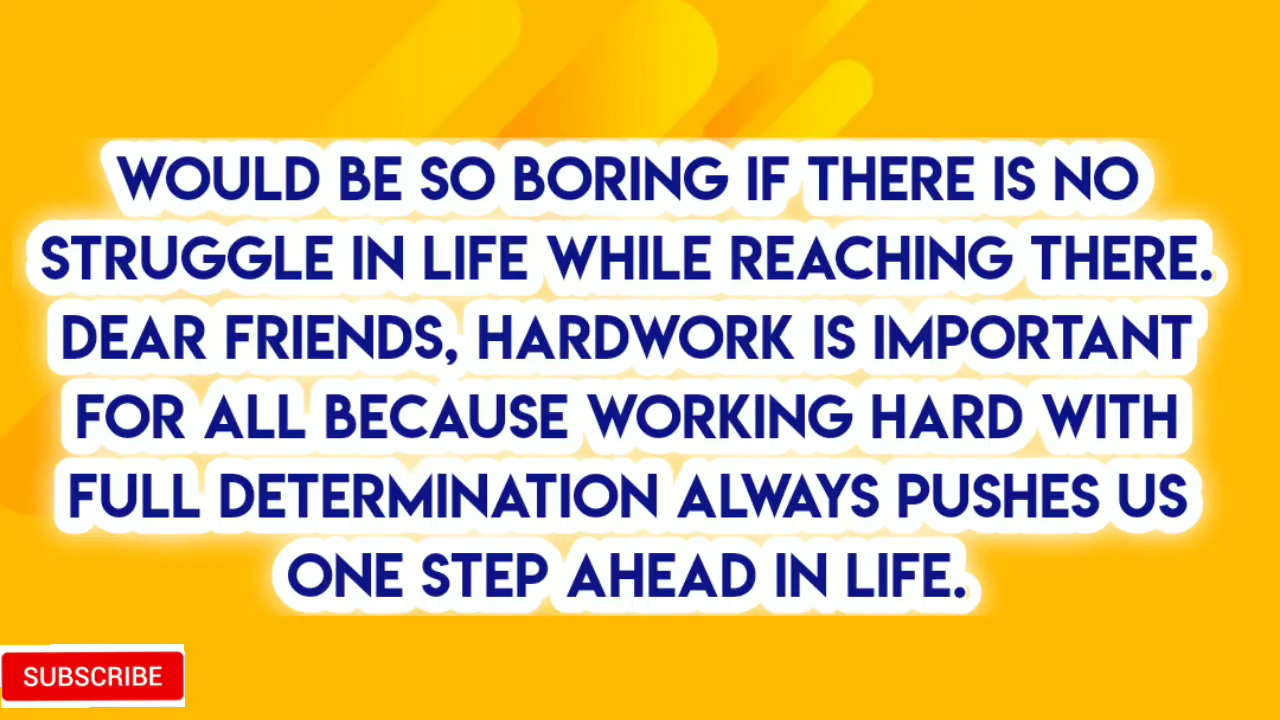 WOULD BE SO BORING IF THERE IS NO
STRUGGLE IN LIFE WHILE REACHING THERE.
DEAR FRIENDS, HARDWORK IS IMPORTANT
FOR ALL BECAUSE WORKING HARD WITH
FULL DETERMINATION ALWAYS PUSHES US
ONE STEP AHEAD IN LIFE.
SUBSCRIBE